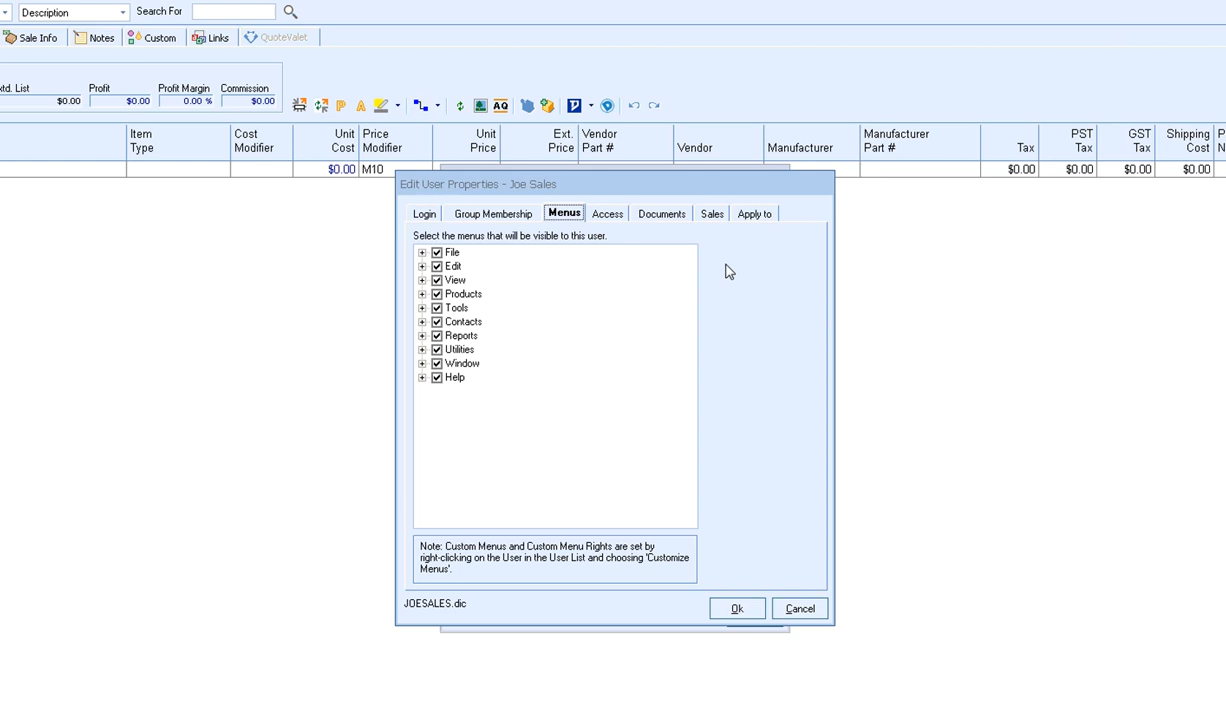 Description Search For
Sale Info Notes Custom Links QuoteValet
xtd. List Profit Profit Margin Commission
$0.00 $0.00 0.00 % $0.00
P A AQ
Item Type Cost Modifier Unit Cost Price Modifier Unit Price Ext. Price Vendor Part # Vendor Manufacturer Manufacturer Part # Tax PST Tax GST Tax Shipping Cost P N
$0.00 M10 $0.00 $0.00 $0.00 $0.00
Edit User Properties - Joe Sales
Login Group Membership Menus Access Documents Sales Apply to
Select the menus that will be visible to this user.
File
Edit
View
Products
Tools
Contacts
Reports
Utilities
Window
Help
Note: Custom Menus and Custom Menu Rights are set by
right-clicking on the User in the User List and choosing 'Customize
Menus'.
JOESALES.dic
Ok Cancel